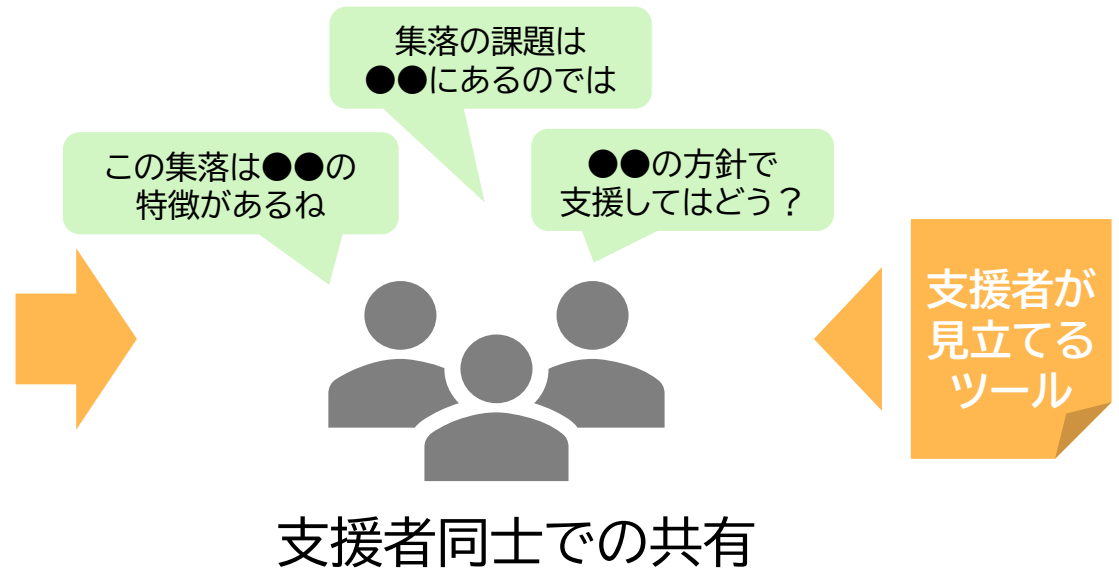 集落の課題は
●●にあるのでは
この集落は●●の
特徴があるね
●●の方針で
支援してはどう？
支援者が
見立てる
ツール
支援者同士での共有